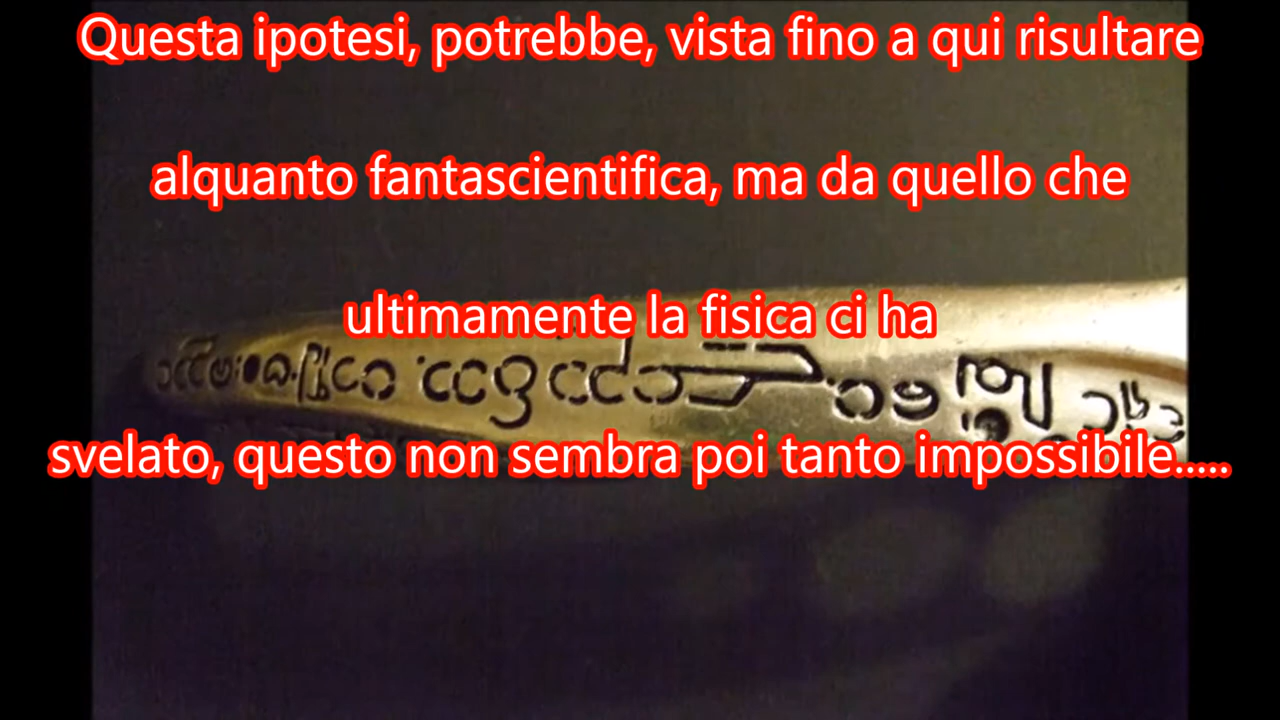 Questa ipotesi, potrebbe, vista fino a qui risultare
alquanto fantascientifica, ma da quello che
ultimamente la fisica ci ha
svelato, questo non sembra poi tanto impossibile.....